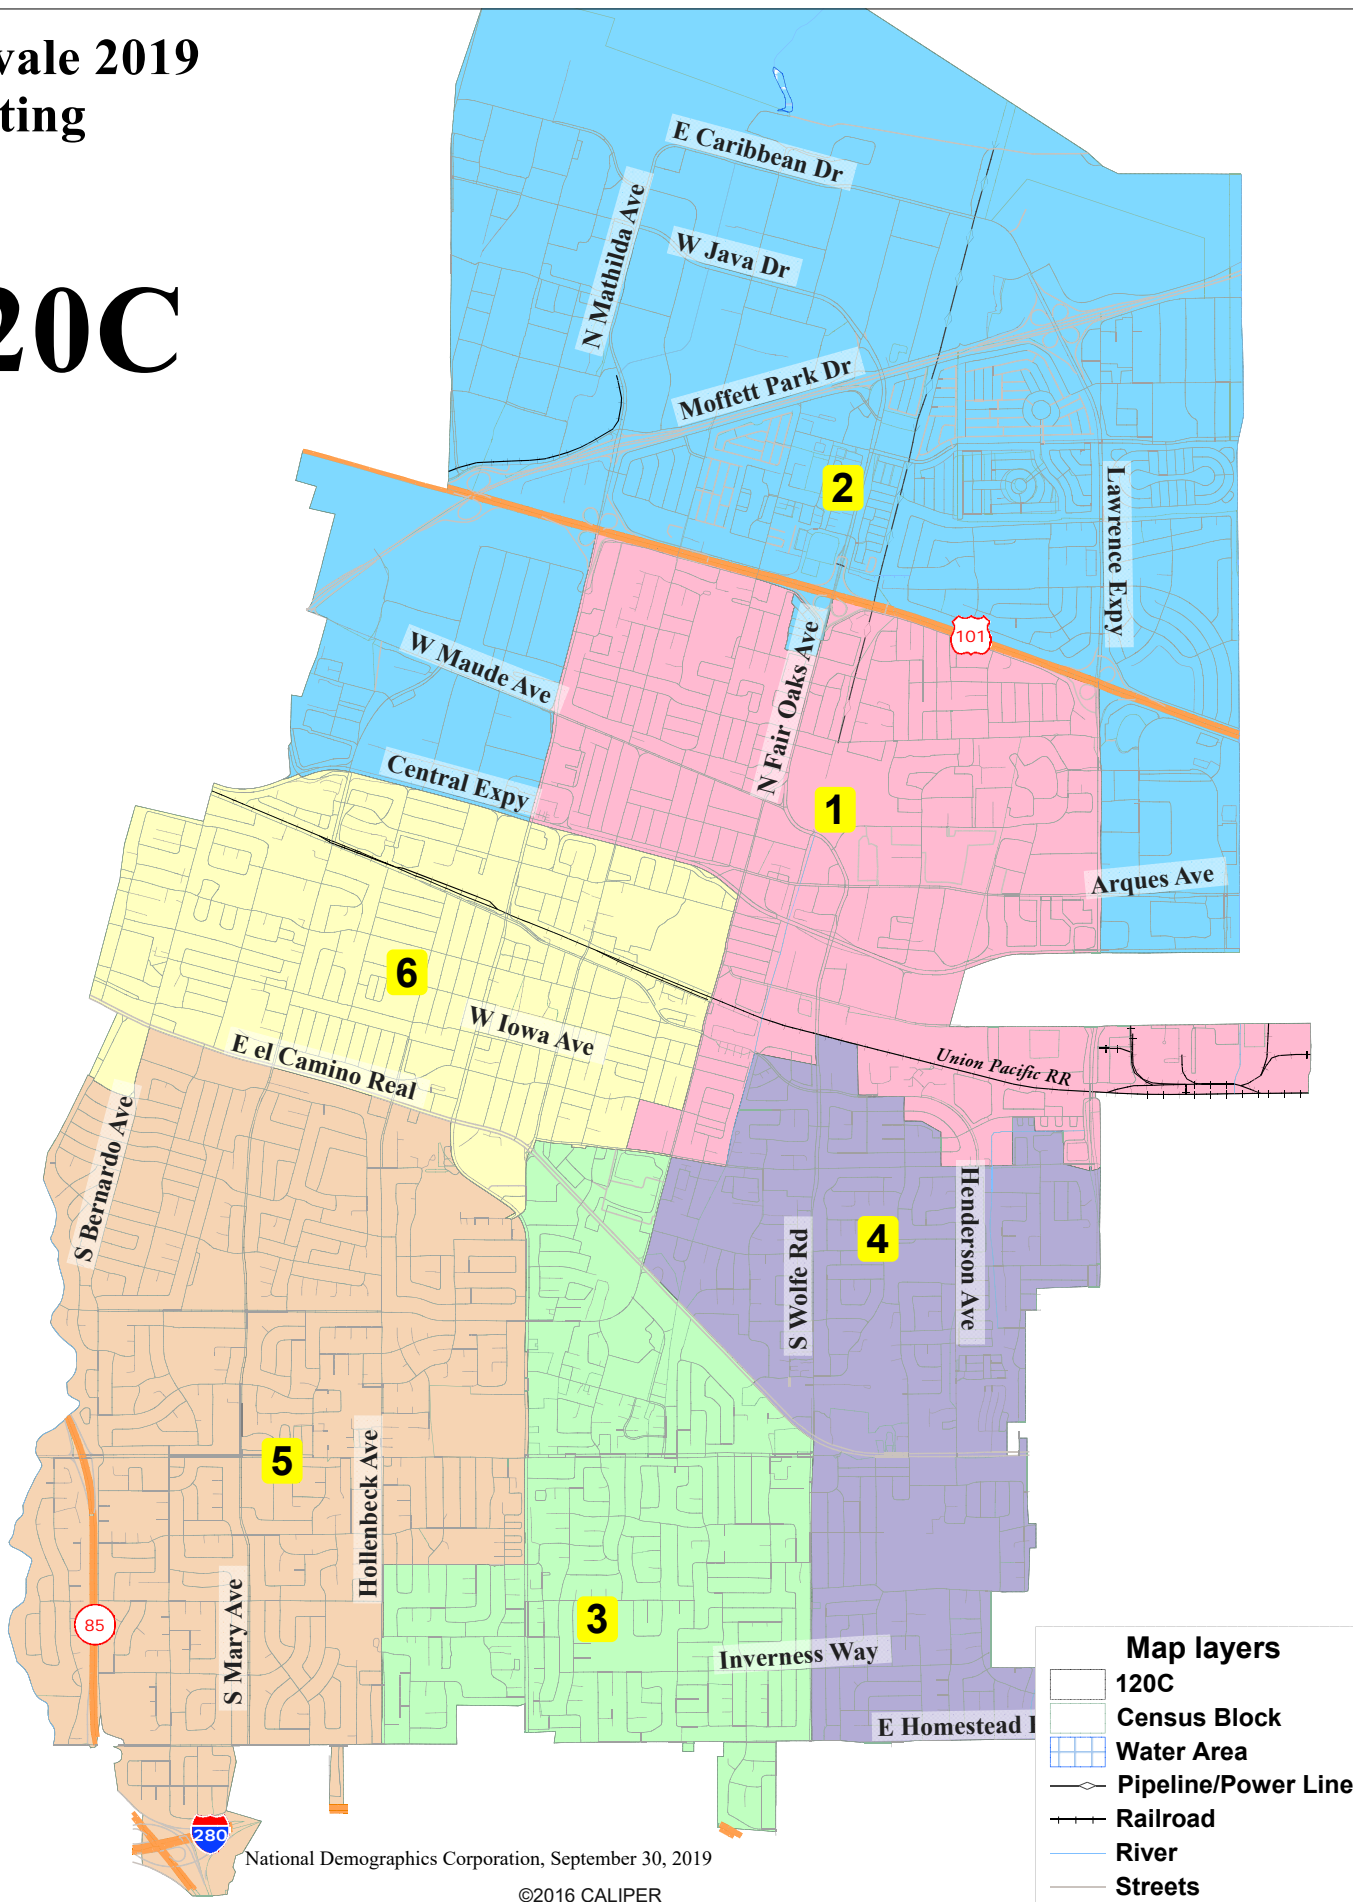 vale 2019
ting
20C
E Caribbean Dr
N Mathilda Ave
W Java Dr
Moffett Park Dr
2
Lawrence Expy
101
W Maude Ave
N Fair Oaks Ave
Central Expy
1
Arques Ave
6
W Iowa Ave
E el Camino Real
Union Pacific RR
S Bernardo Ave
Henderson Ave
4
S Wolfe Rd
5
Hollenbeck Ave
S Mary Ave
85
3
Inverness Way
E Homestead
280
Map layers
120C
Census Block
Water Area
Pipeline/Power Line
Railroad
River
Streets
National Demographics Corporation, September 30, 2019
©2016 CALIPER